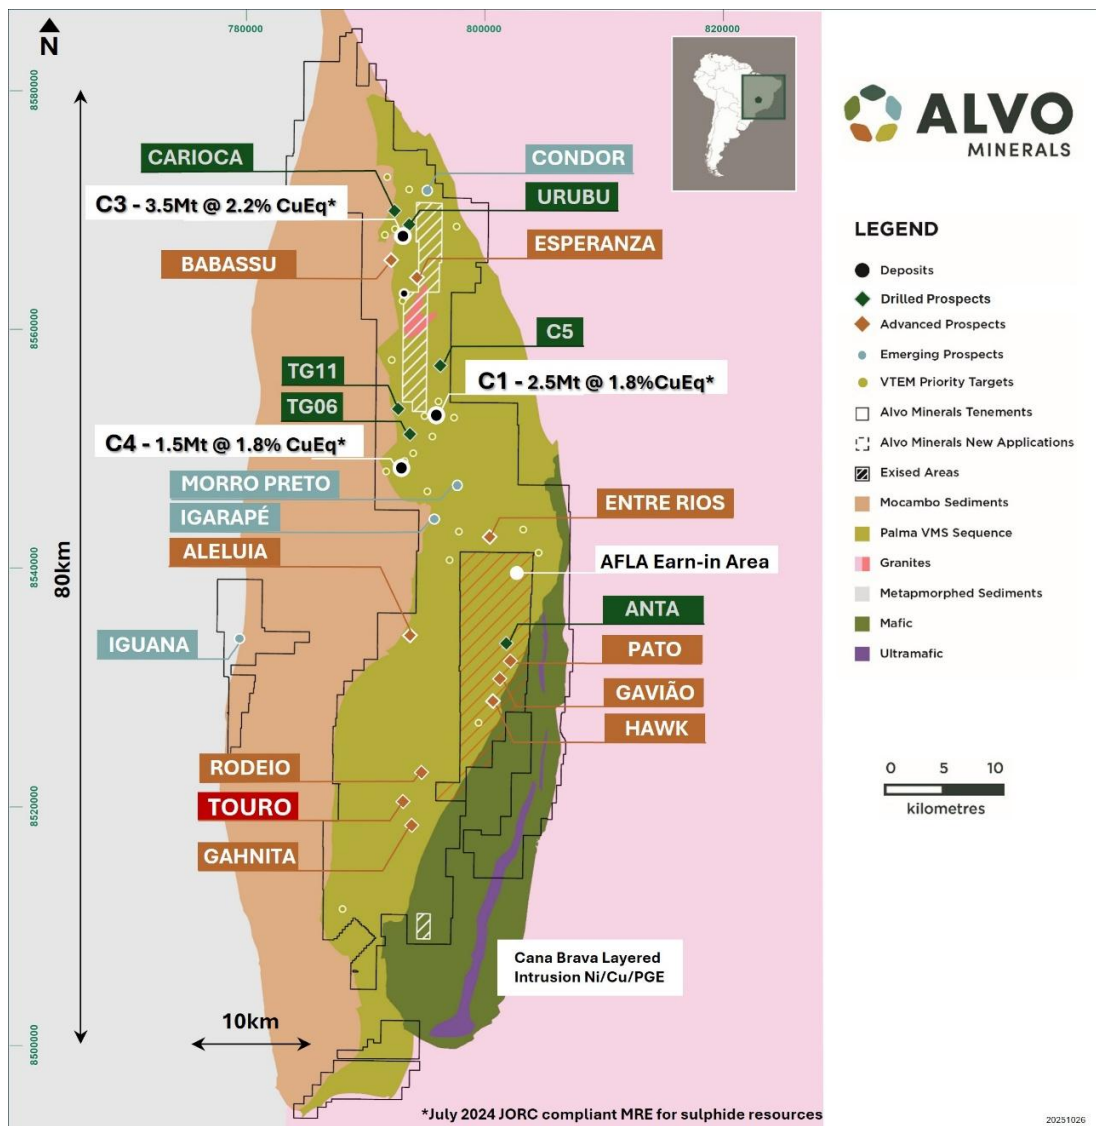 780000
800000
820000
N
8580000
8560000
8540000
8520000
8500000
80km
CARIOCA
CONDOR
C3 - 3.5Mt @ 2.2% CuEq*
URUBU
BABASSU
ESPERANZA
C5
TG11
C1 - 2.5Mt @ 1.8%CuEq*
TG06
C4 - 1.5Mt @ 1.8% CuEq*
MORRO PRETO
IGARAPÉ
ENTRE RIOS
ALELUIA
AFLA Earn-in Area
ANTA
IGUANA
PATO
GAVIÃO
HAWK
RODEIO
TOURO
GAHNITA
Cana Brava Layered
Intrusion Ni/Cu/PGE
10km
*July 2024 JORC compliant MRE for sulphide resources
ALVO
MINERALS
LEGEND
Deposits
Drilled Prospects
Advanced Prospects
Emerging Prospects
VTEM Priority Targets
Alvo Minerals Tenements
Alvo Minerals New Applications
Exised Areas
Mocambo Sediments
Palma VMS Sequence
Granites
Metapmorphed Sediments
Mafic
Ultramafic
0 5 10
kilometres
20251026